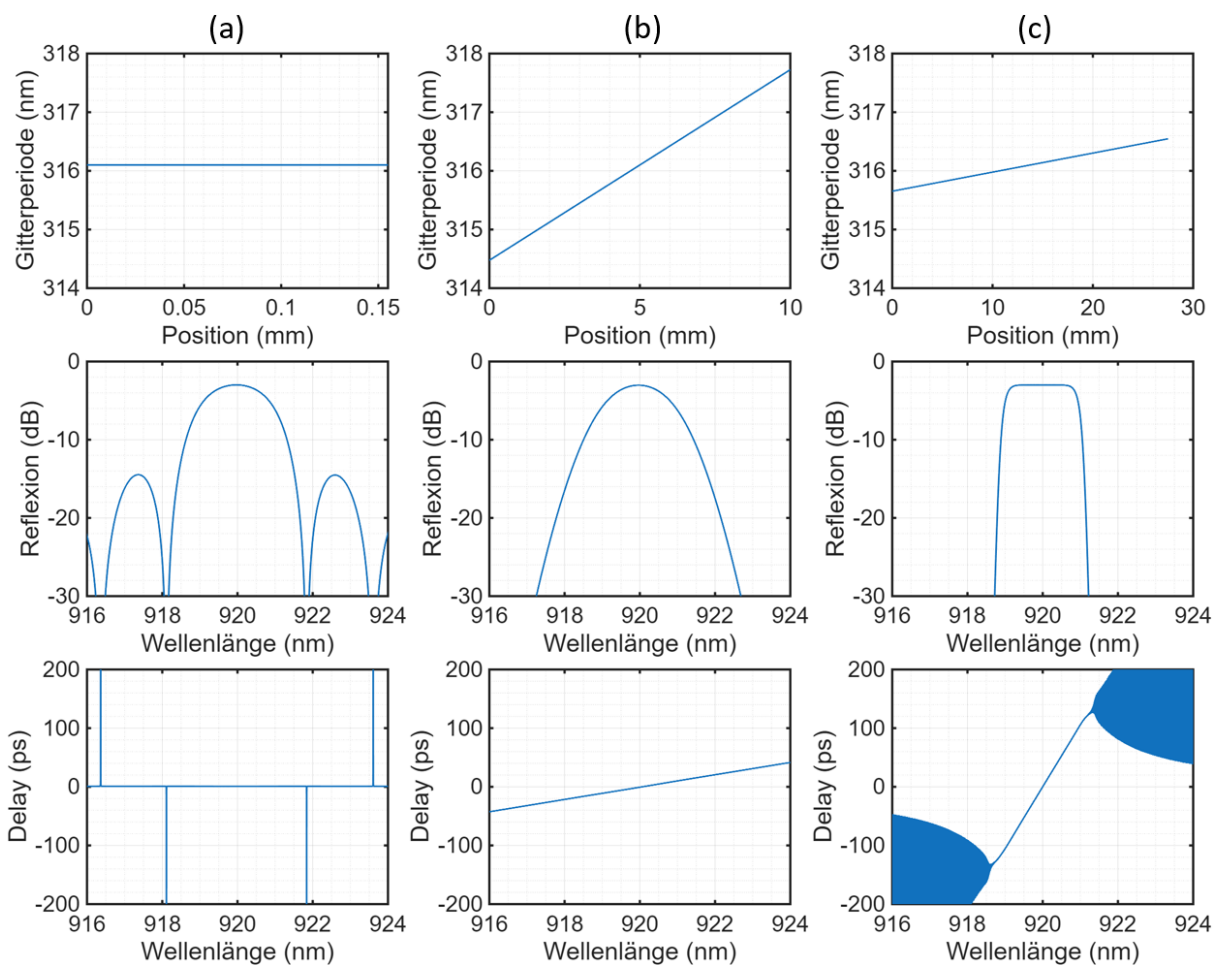 (a)
(b)
(c)
Gitterperiode (nm)
318
317
316
315
314
0 0.05 0.1 0.15
Position (mm)
Gitterperiode (nm)
318
317
316
315
314
0 5 10
Position (mm)
Gitterperiode (nm)
318
317
316
315
314
0 10 20 30
Position (mm)
Reflexion (dB)
0
-10
-20
-30
916 918 920 922 924
Wellenlänge (nm)
Reflexion (dB)
0
-10
-20
-30
916 918 920 922 924
Wellenlänge (nm)
Reflexion (dB)
0
-10
-20
-30
916 918 920 922 924
Wellenlänge (nm)
Delay (ps)
200
100
0
-100
-200
916 918 920 922 924
Wellenlänge (nm)
Delay (ps)
200
100
0
-100
-200
916 918 920 922 924
Wellenlänge (nm)
Delay (ps)
200
100
0
-100
-200
916 918 920 922 924
Wellenlänge (nm)